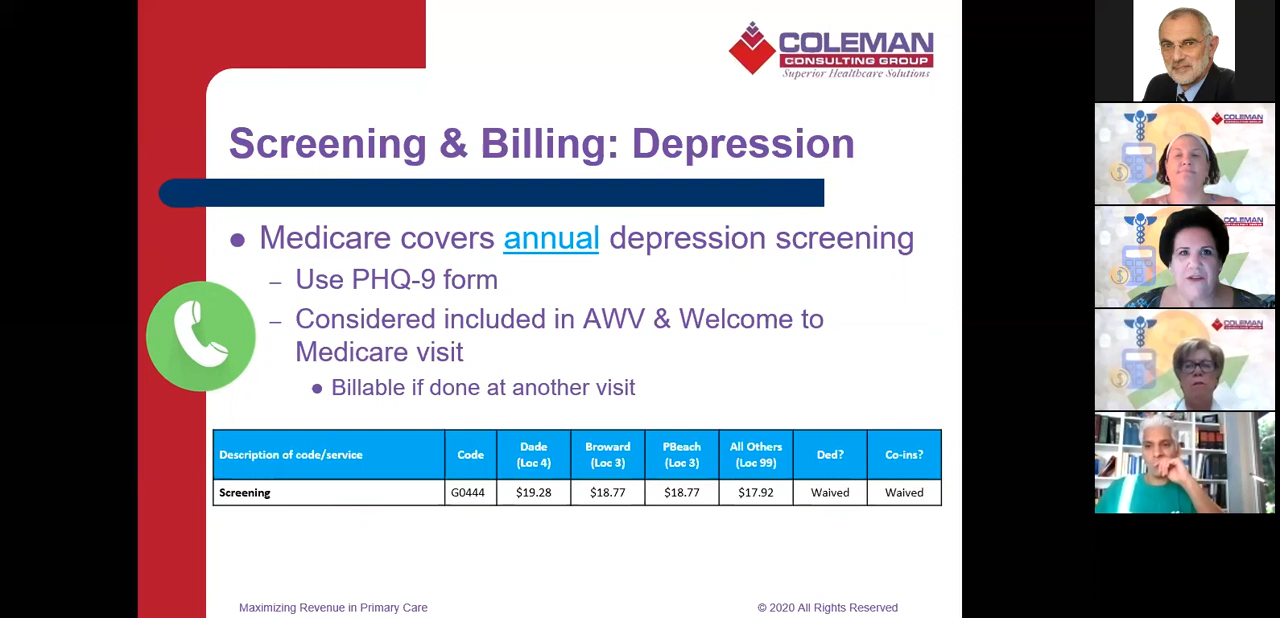 COLEMAN
CONSULTING GROUP
Superior Healthcare Solutions
Screening & Billing: Depression
Medicare covers annual depression screening
– Use PHQ-9 form
– Considered included in AWV & Welcome to
Medicare visit
Billable if done at another visit
Description of code/service Code Dade (Loc 4) Broward (Loc 3) PBeach (Loc 3) All Others (Loc 99) Ded? Co-ins?
Screening G0444 $19.28 $18.77 $18.77 $17.92 Waived Waived
Maximizing Revenue in Primary Care
© 2020 All Rights Reserved
COLEMAN
COLEMAN
COLEMAN